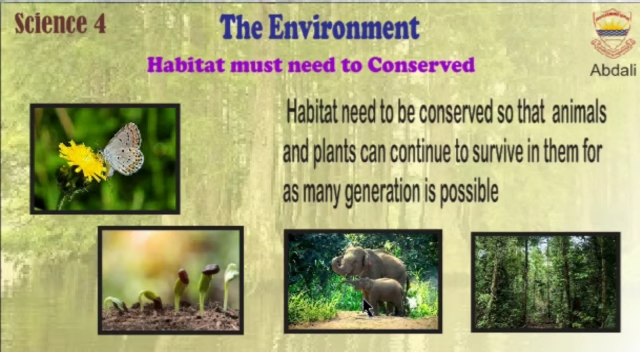 Science 4
The Environment
Habitat must need to Conserved
Abdali
Habitat need to be conserved so that animals
and plants can continue to survive in them for
as many generation is possible